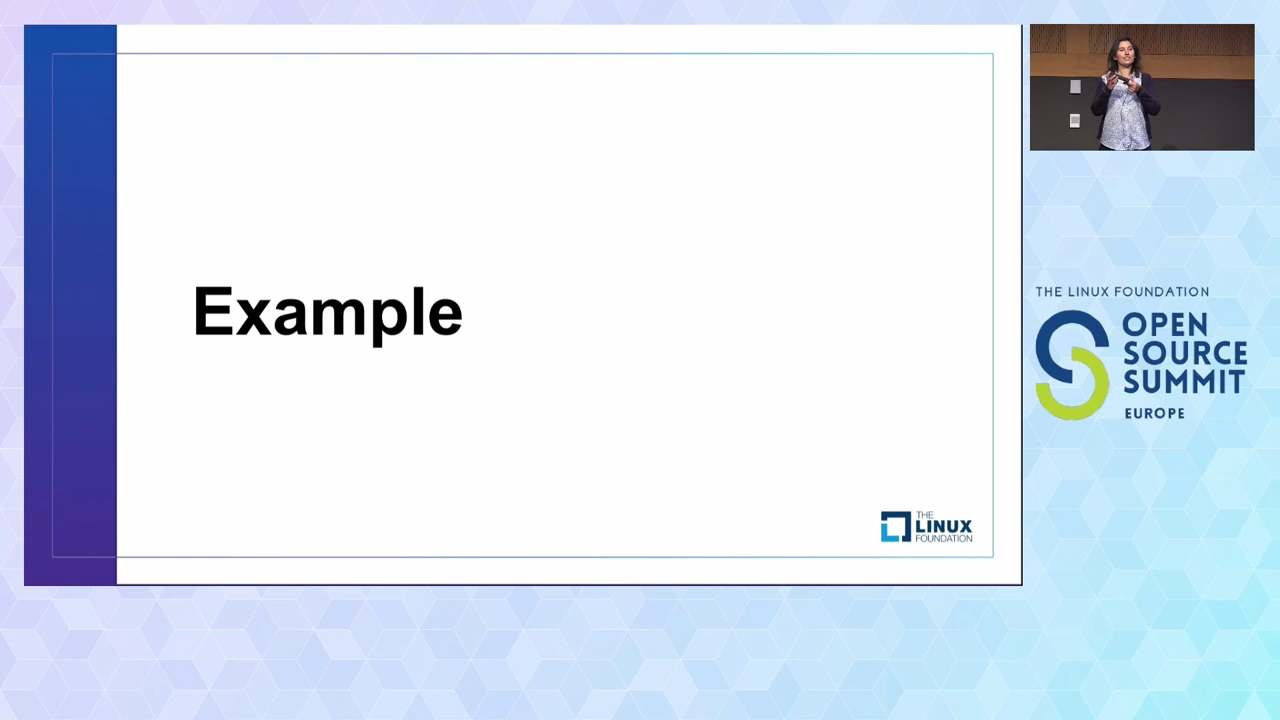 Example
THE
LINUX
FOUNDATION
THE LINUX FOUNDATION
OPEN
SOURCE
SUMMIT
EUROPE